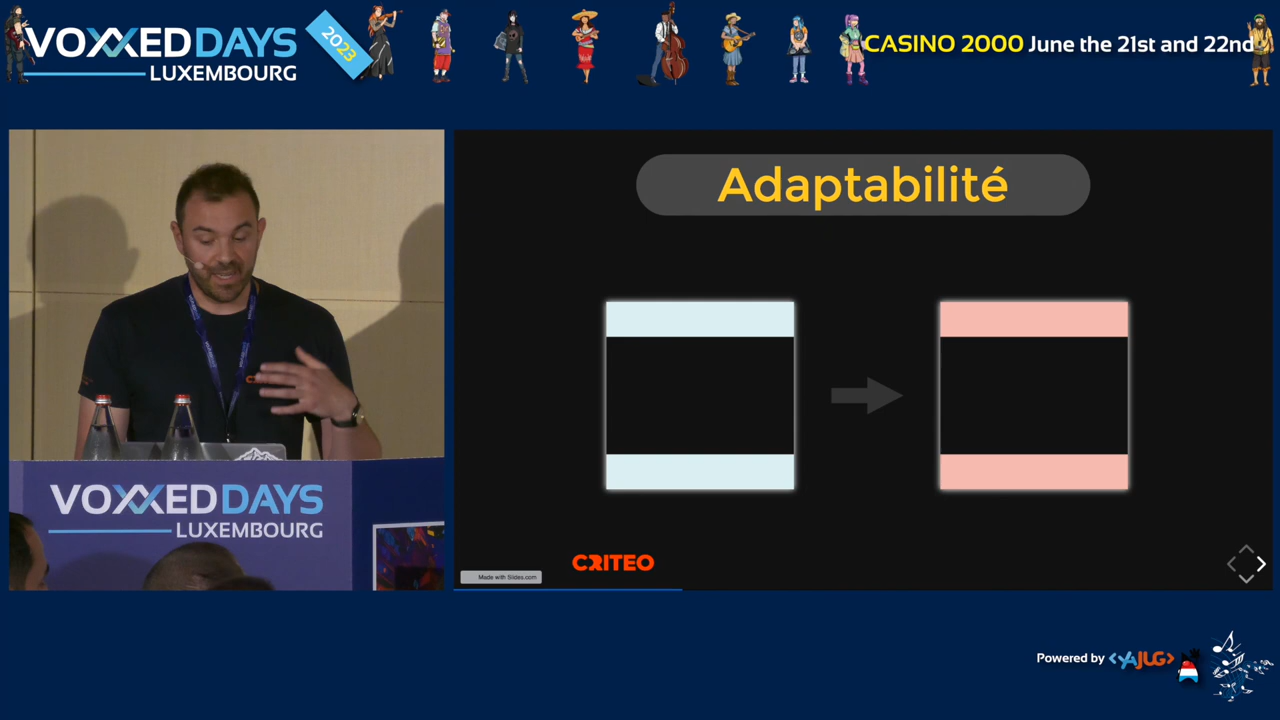 VOXXED DAYS
LUXEMBOURG
2023
CASINO 2000 June the 21st and 22nd
Adaptabilité
VOXXED DAYS
LUXEMBOURG
CRITEO
Made with Slides.com
Powered by <YAJUG>